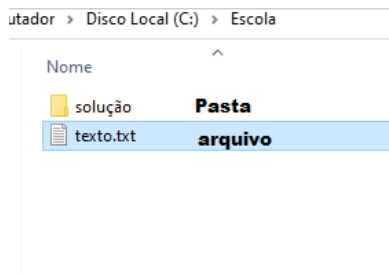 utador > Disco Local (C:) > Escola
Nome
solução Pasta
texto.txt arquivo